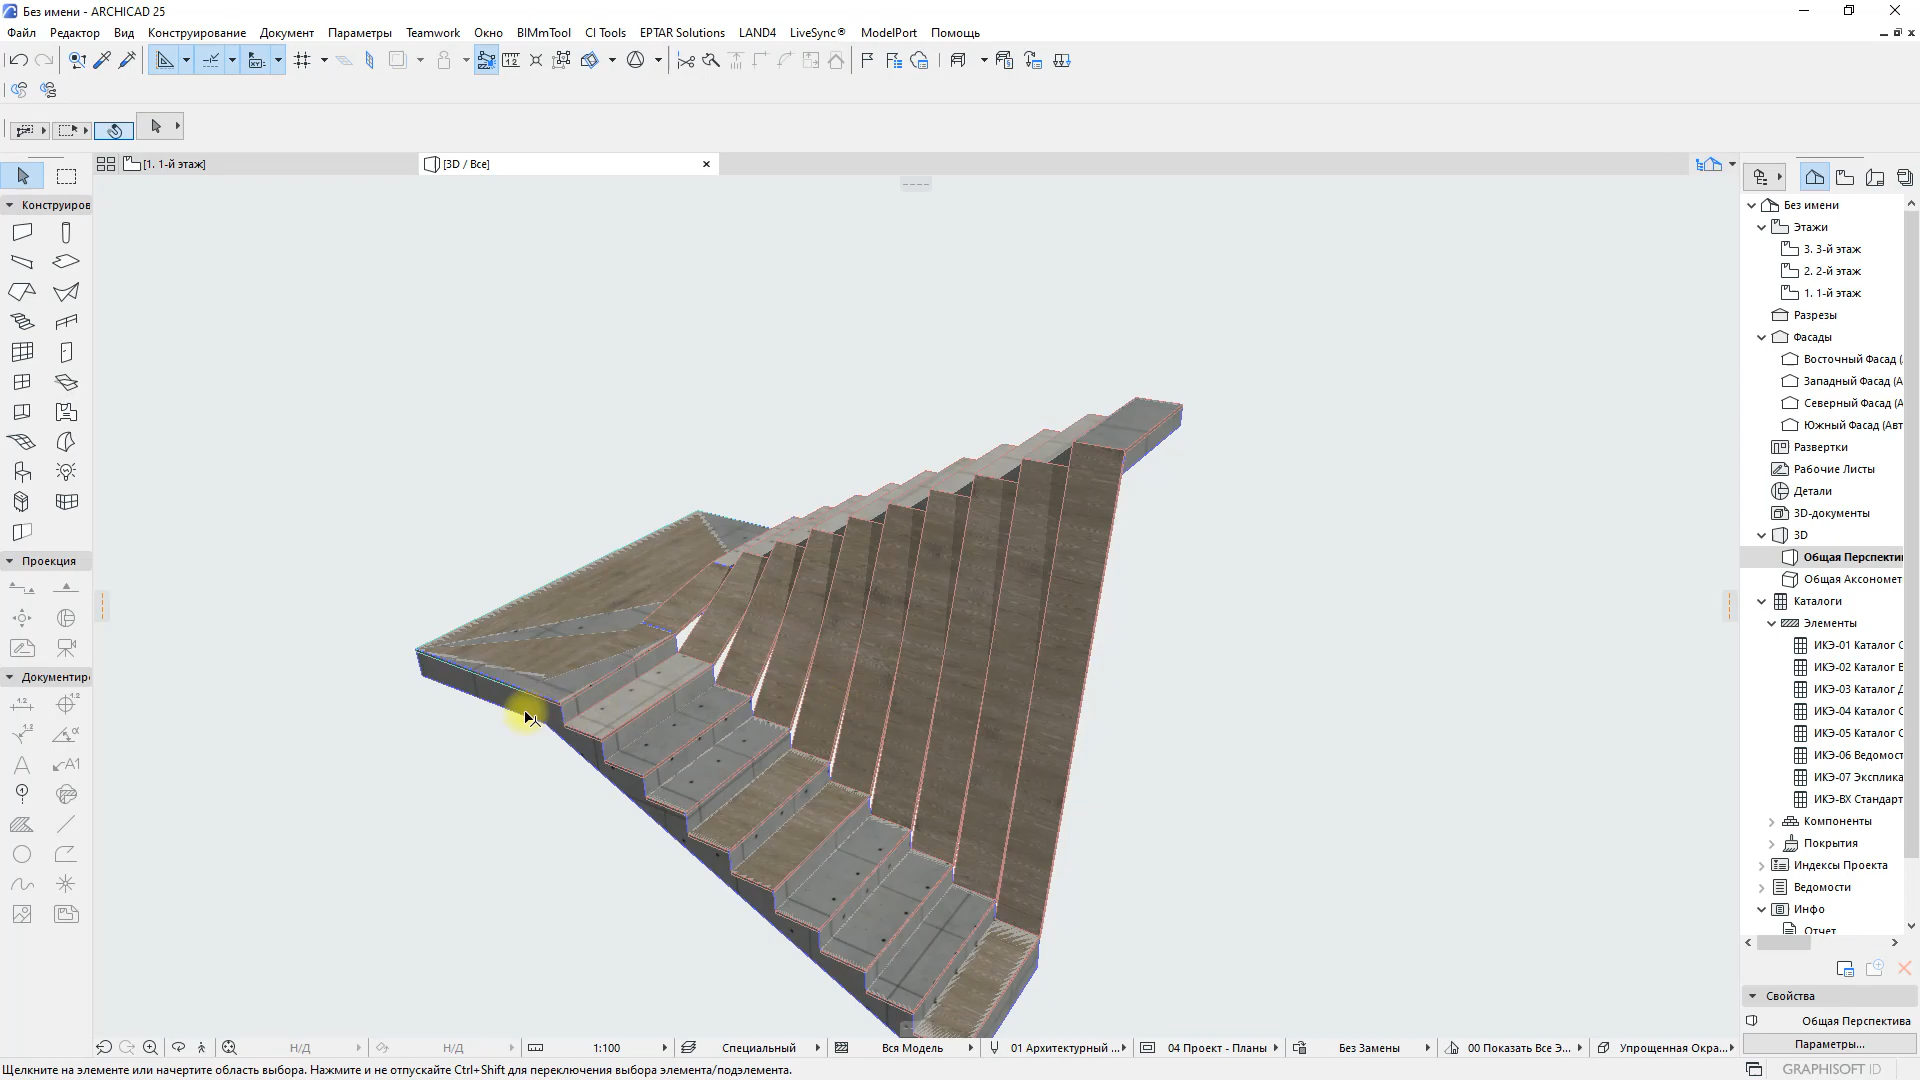 Без имени - ARCHICAD 25
Файл Редактор Вид Конструирование Документ Параметры Teamwork Окно BIMmTool CI Tools EPTAR Solutions LAND4 LiveSync® ModelPort Помощь
[1. 1-й этаж]
[3D / Все]
Конструиров
Проекция
Документир
Без имени
Этажи
3. 3-й этаж
2. 2-й этаж
1. 1-й этаж
Разрезы
Фасады
Восточный Фасад (
Западный Фасад (А
Северный Фасад (А
Южный Фасад (Авт
Развертки
Рабочие Листы
Детали
3D-документы
3D
Общая Перспекти
Общая Аксономет
Каталоги
Элементы
ИКЭ-01 Каталог С
ИКЭ-02 Каталог В
ИКЭ-03 Каталог Д
ИКЭ-04 Каталог С
ИКЭ-05 Каталог С
ИКЭ-06 Ведомост
ИКЭ-07 Эксплика
ИКЭ-ВХ Стандарт
Компоненты
Покрытия
Индексы Проекта
Ведомости
Инфо
Отчет
Свойства
Общая Перспектива
Параметры...
Н/Д Н/Д 1:100 Специальный Вся Модель 01 Архитектурный ... 04 Проект - Планы Без Замены 00 Показать Все Э... Упрощенная Окра...
Щелкните на элементе или начертите область выбора. Нажмите и не отпускайте Ctrl+Shift для переключения выбора элемента/подэлемента.
GRAPHISOFT ID